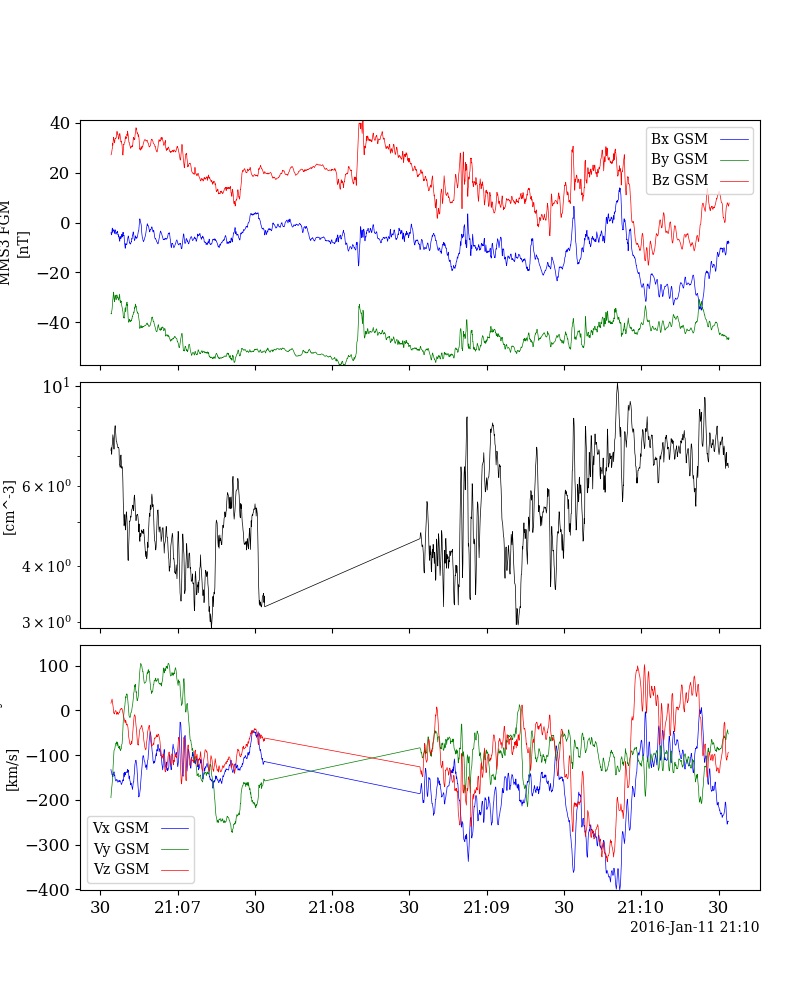 40
20
0
−20
−40
MMS3 FGM
[nT]
Bx GSM
By GSM
Bz GSM
10^1
6 × 10^0
4 × 10^0
3 × 10^0
[cm^-3]
100
0
−100
−200
−300
−400
[km/s]
Vx GSM
Vy GSM
Vz GSM
30 21:07 30 21:08 30 21:09 30 21:10 30
2016-Jan-11 21:10